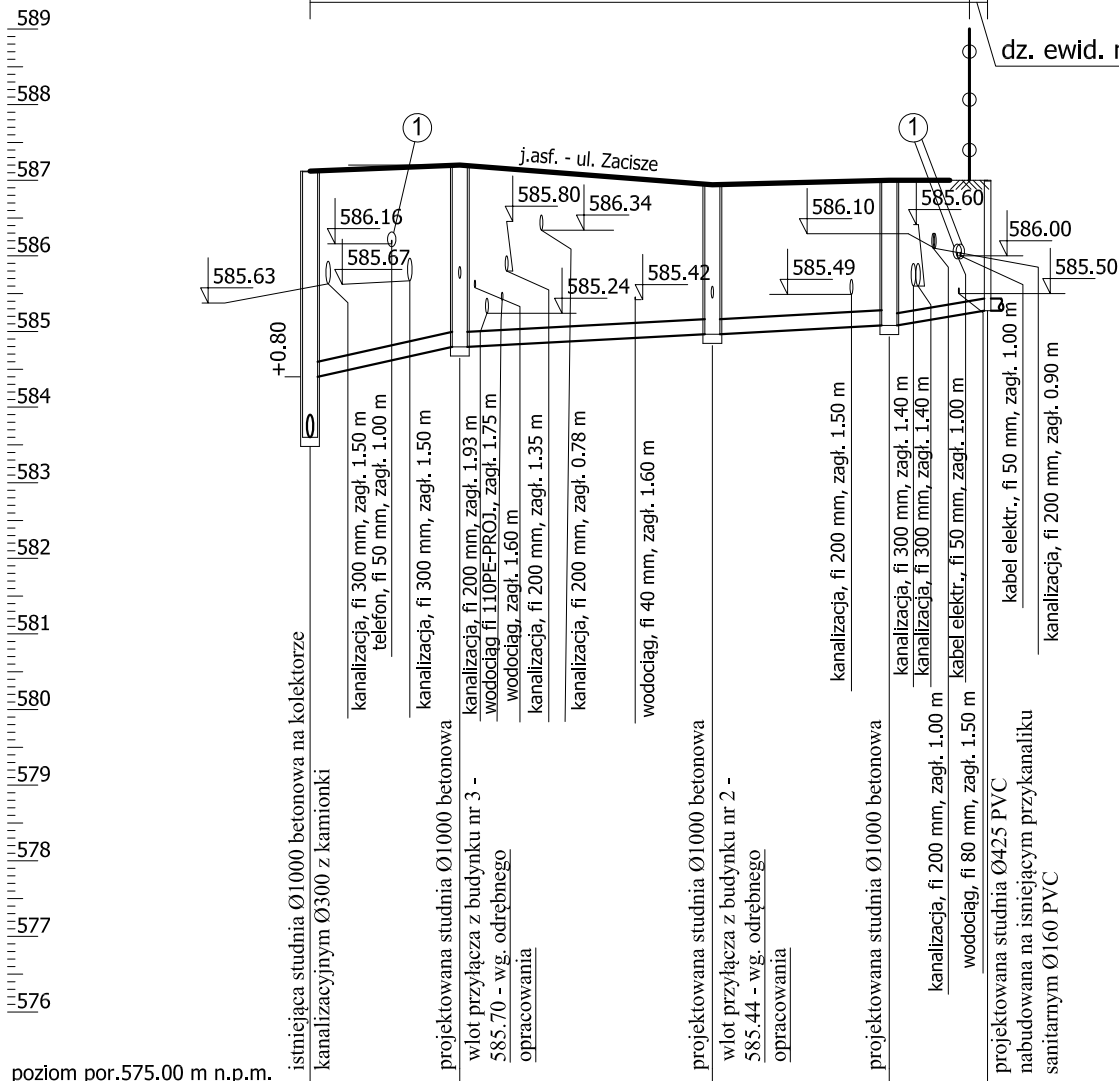 589
588
587
586
585
584
583
582
581
580
579
578
577
576
poziom por.575.00 m n.p.m.
dz. ewid. n
1
1
j.asf. - ul. Zacisze
586.16
585.67
585.63
585.80
586.34
585.24
585.42
585.49
586.10
585.60
586.00
585.50
+0.80
kanalizacja, fi 300 mm, zagł. 1.50 m
telefon, fi 50 mm, zagł. 1.00 m
kanalizacja, fi 300 mm, zagł. 1.50 m
kanalizacja, fi 200 mm, zagł. 1.93 m
wodociąg fi 110PE-PROJ., zagł. 1.75 m
wodociąg, zagł. 1.60 m
kanalizacja, fi 200 mm, zagł. 1.35 m
kanalizacja, fi 200 mm, zagł. 0.78 m
wodociąg, fi 40 mm, zagł. 1.60 m
kanalizacja, fi 200 mm, zagł. 1.50 m
kanalizacja, fi 300 mm, zagł. 1.40 m
kanalizacja, fi 300 mm, zagł. 1.40 m
kanalizacja, fi 200 mm, zagł. 1.00 m
kabel elektr., fi 50 mm, zagł. 1.00 m
wodociąg, fi 80 mm, zagł. 1.50 m
kabel elektr., fi 50 mm, zagł. 1.00 m
kanalizacja, fi 200 mm, zagł. 0.90 m
istniejąca studnia Ø1000 betonowa na kolektorze
kanalizacyjnym Ø300 z kamionki
projektowana studnia Ø1000 betonowa
wlot przyłącza z budynku nr 3 -
585.70 - wg. odrębnego
opracowania
projektowana studnia Ø1000 betonowa
wlot przyłącza z budynku nr 2 -
585.44 - wg. odrębnego
opracowania
projektowana studnia Ø1000 betonowa
projektowana studnia Ø425 PVC
nabudowana na isniejącym przykanaliku
sanitarnym Ø160 PVC